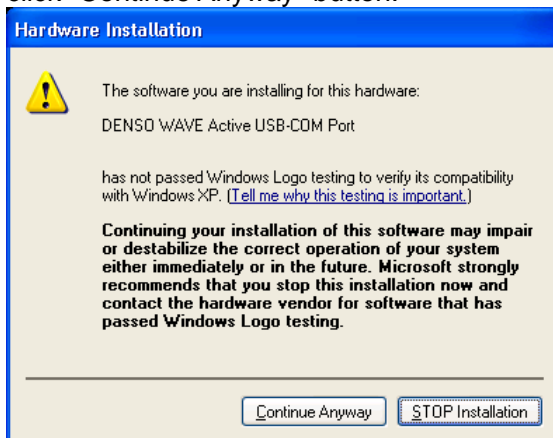 click "Continue Anyway" button.
Hardware Installation
The software you are installing for this hardware:
DENSO WAVE Active USB-COM Port
has not passed Windows Logo testing to verify its compatibility
with Windows XP. (Tell me why this testing is important.)
Continuing your installation of this software may impair
or destabilize the correct operation of your system
either immediately or in the future. Microsoft strongly
recommends that you stop this installation now and
contact the hardware vendor for software that has
passed Windows Logo testing.
Continue Anyway
STOP Installation